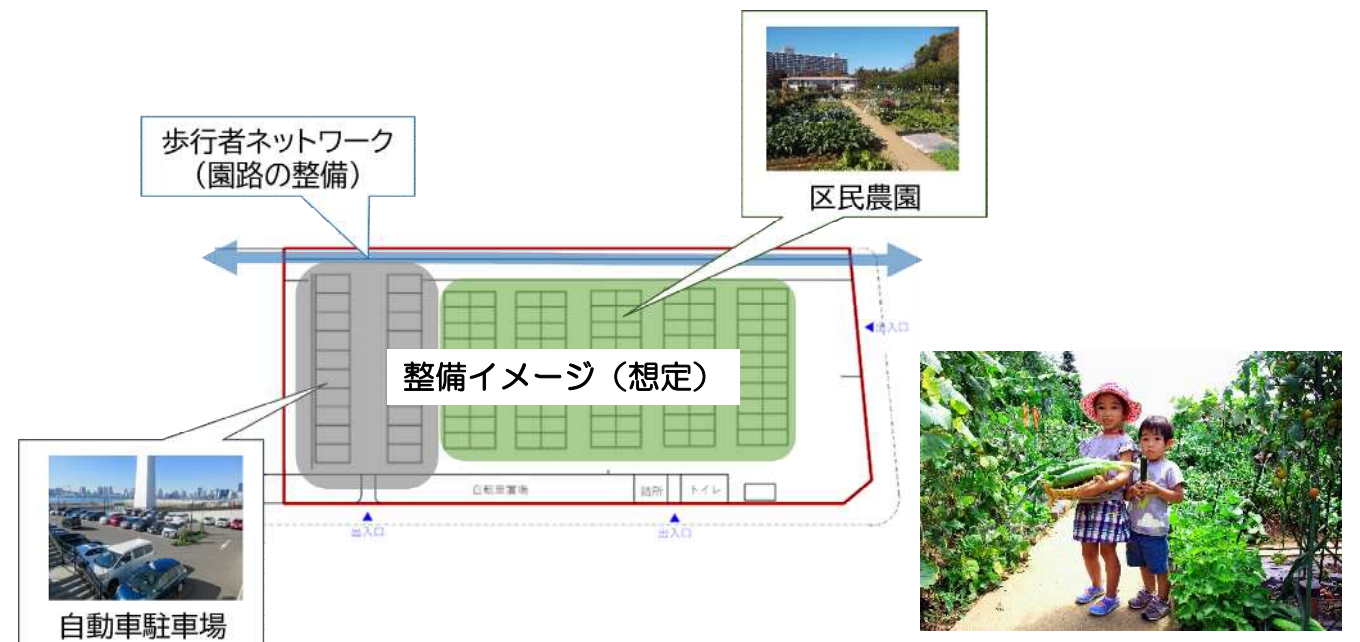 歩行者ネットワーク
（園路の整備）
区民農園
出入口
整備イメージ（想定）
自転車置場
詰所
トイレ
出入口
出入口
自動車駐車場